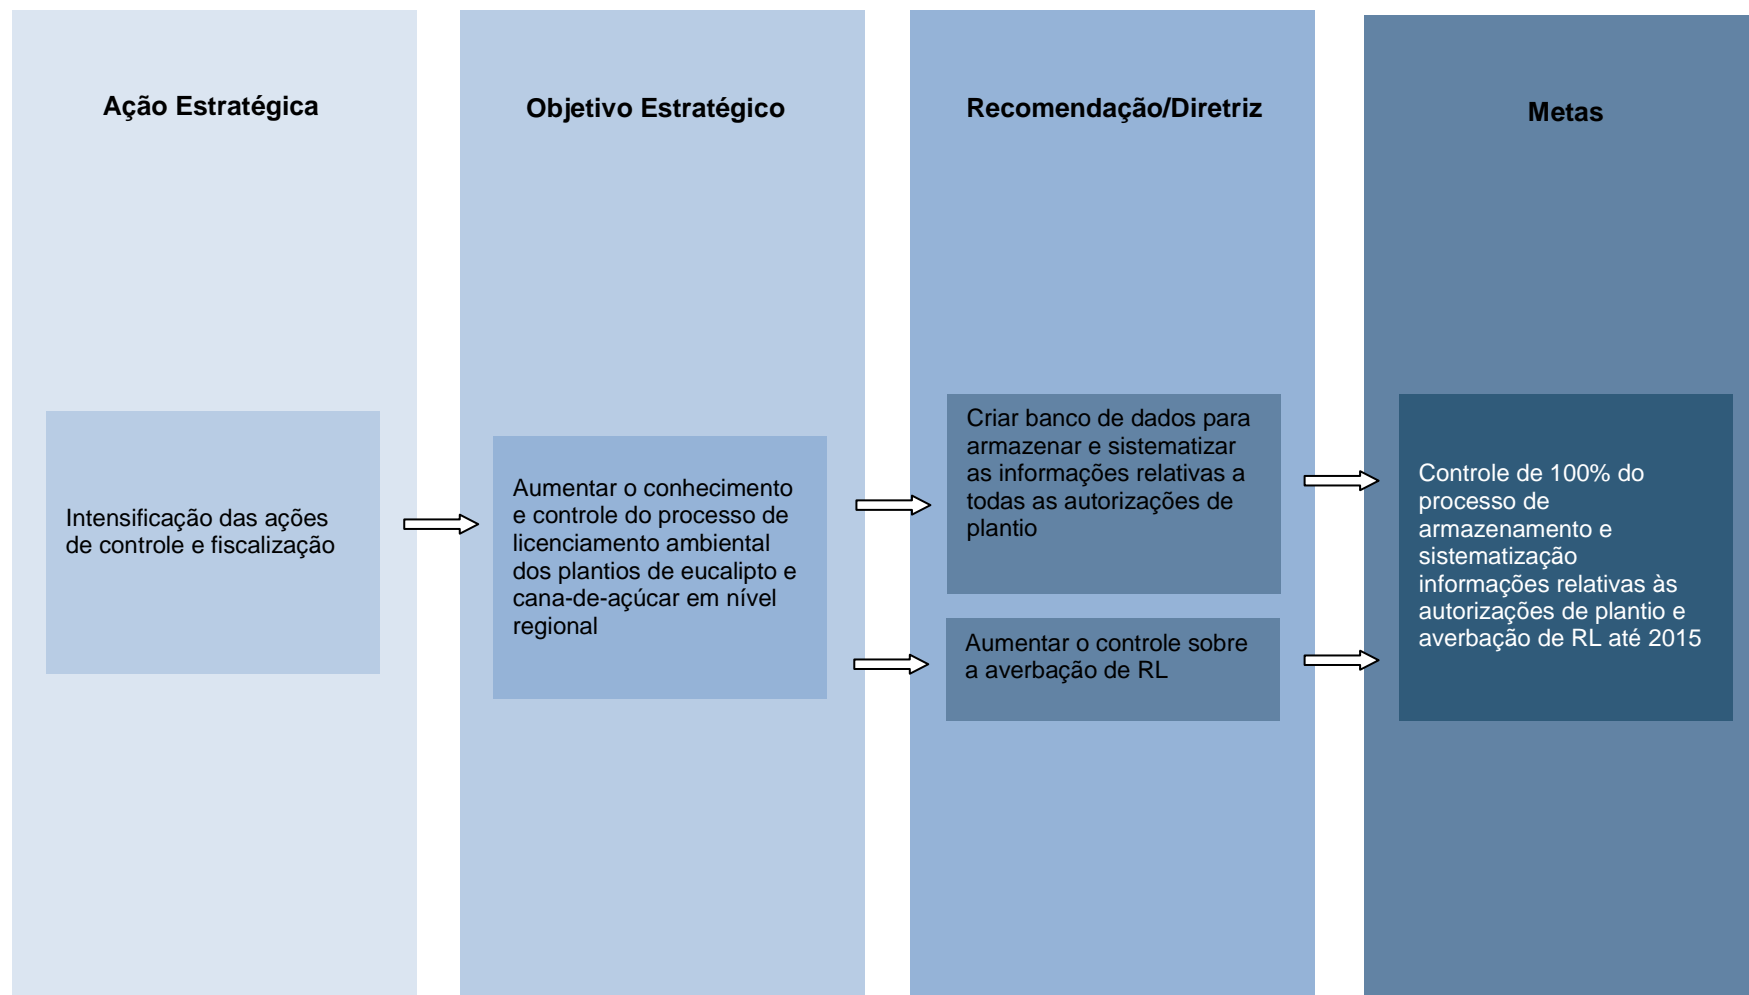 Ação Estratégica
Objetivo Estratégico
Recomendação/Diretriz
Metas
Intensificação das ações
de controle e fiscalização
Aumentar o conhecimento
e controle do processo de
licenciamento ambiental
dos plantios de eucalipto e
cana-de-açúcar em nível
regional
Criar banco de dados para
armazenar e sistematizar
as informações relativas a
todas as autorizações de
plantio
Aumentar o controle sobre
a averbação de RL
Controle de 100% do
processo de
armazenamento e
sistematização
informações relativas às
autorizações de plantio e
averbação de RL até 2015